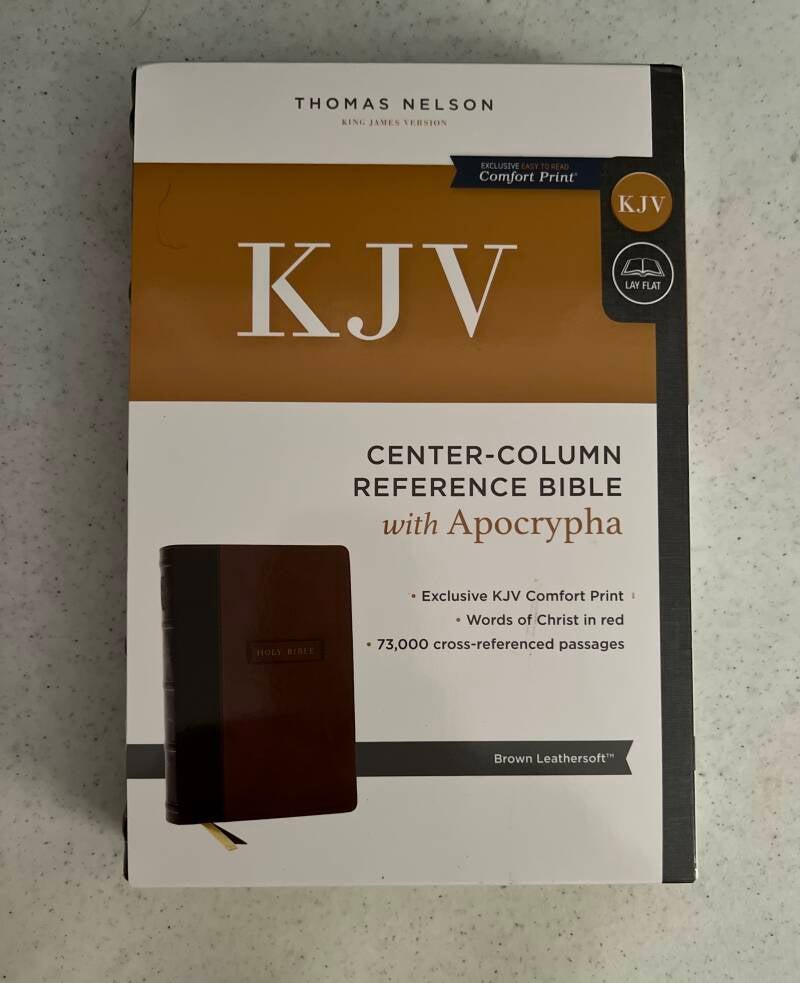 THOMAS NELSON
KING JAMES VERSION
EXCLUSIVE EASY TO READ
Comfort Print®
KJV
LAY FLAT
KJV
CENTER-COLUMN
REFERENCE BIBLE
with Apocrypha
• Exclusive KJV Comfort Print
• Words of Christ in red
• 73,000 cross-referenced passages
HOLY BIBLE
Brown Leathersoft™